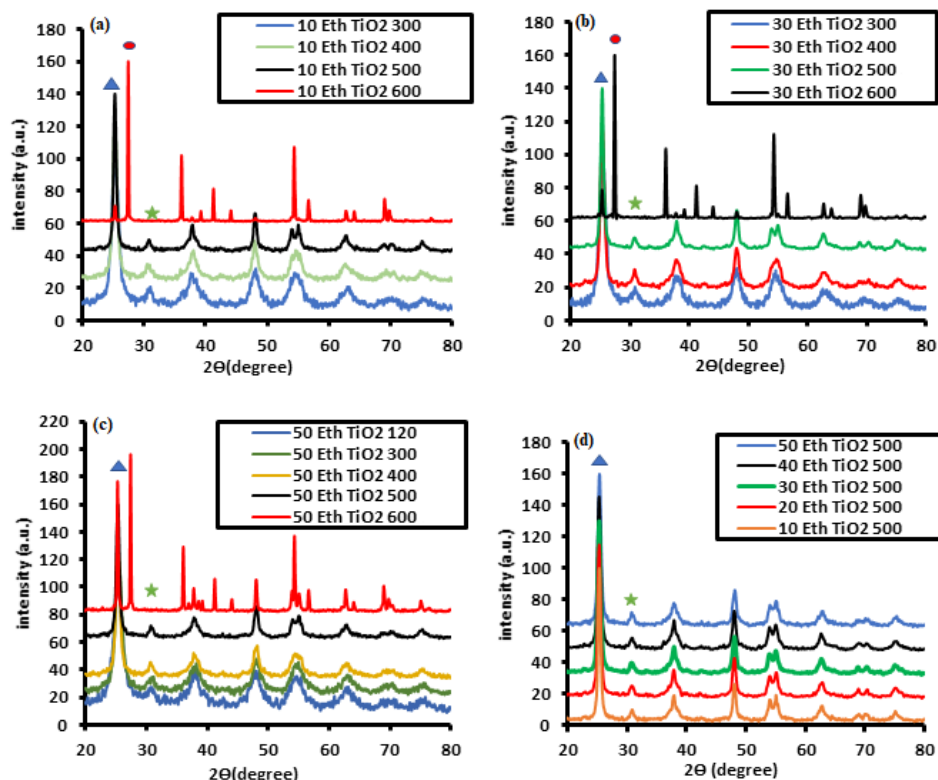 (a)
10 Eth TiO2 300
10 Eth TiO2 400
10 Eth TiO2 500
10 Eth TiO2 600
intensity (a.u.)
180
160
140
120
100
80
60
40
20
0
20 30 40 50 60 70 80
2Ɵ(degree)
(b)
30 Eth TiO2 300
30 Eth TiO2 400
30 Eth TiO2 500
30 Eth TiO2 600
intensity (a.u.)
180
160
140
120
100
80
60
40
20
0
20 30 40 50 60 70 80
2Ɵ(degree)
(c)
50 Eth TiO2 120
50 Eth TiO2 300
50 Eth TiO2 400
50 Eth TiO2 500
50 Eth TiO2 600
intensity (a.u.)
220
200
180
160
140
120
100
80
60
40
20
0
20 30 40 50 60 70 80
2Ɵ(degree)
(d)
50 Eth TiO2 500
40 Eth TiO2 500
30 Eth TiO2 500
20 Eth TiO2 500
10 Eth TiO2 500
intensity (a.u.)
180
160
140
120
100
80
60
40
20
0
20 30 40 50 60 70 80
2Ɵ (degree)